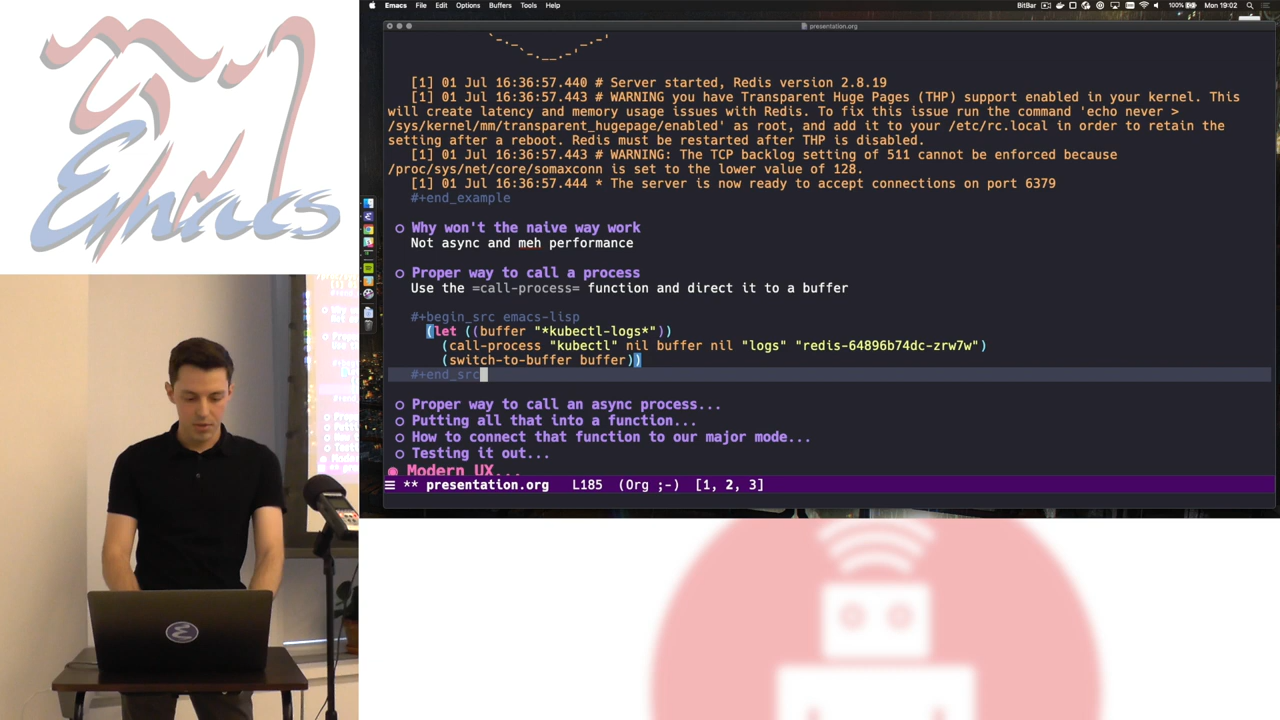 Emacs File Edit Options Buffers Tools Help
BitBar 100% Mon 19:02
presentation.org
[1] 01 Jul 16:36:57.440 # Server started, Redis version 2.8.19
[1] 01 Jul 16:36:57.443 # WARNING you have Transparent Huge Pages (THP) support enabled in your kernel. This
will create latency and memory usage issues with Redis. To fix this issue run the command 'echo never >
/sys/kernel/mm/transparent_hugepage/enabled' as root, and add it to your /etc/rc.local in order to retain the
setting after a reboot. Redis must be restarted after THP is disabled.
[1] 01 Jul 16:36:57.443 # WARNING: The TCP backlog setting of 511 cannot be enforced because
/proc/sys/net/core/somaxconn is set to the lower value of 128.
[1] 01 Jul 16:36:57.444 * The server is now ready to accept connections on port 6379
#+end_example
Why won't the naive way work
Not async and meh performance
Proper way to call a process
Use the =call-process= function and direct it to a buffer
#+begin_src emacs-lisp
(let ((buffer "*kubectl-logs*"))
(call-process "kubectl" nil buffer nil "logs" "redis-64896b74dc-zrw7w")
(switch-to-buffer buffer))
#+end_src
Proper way to call an async process...
Putting all that into a function...
How to connect that function to our major mode...
Testing it out...
Modern UX...
** presentation.org L185 (Org ;-) [1, 2, 3]
Emacs